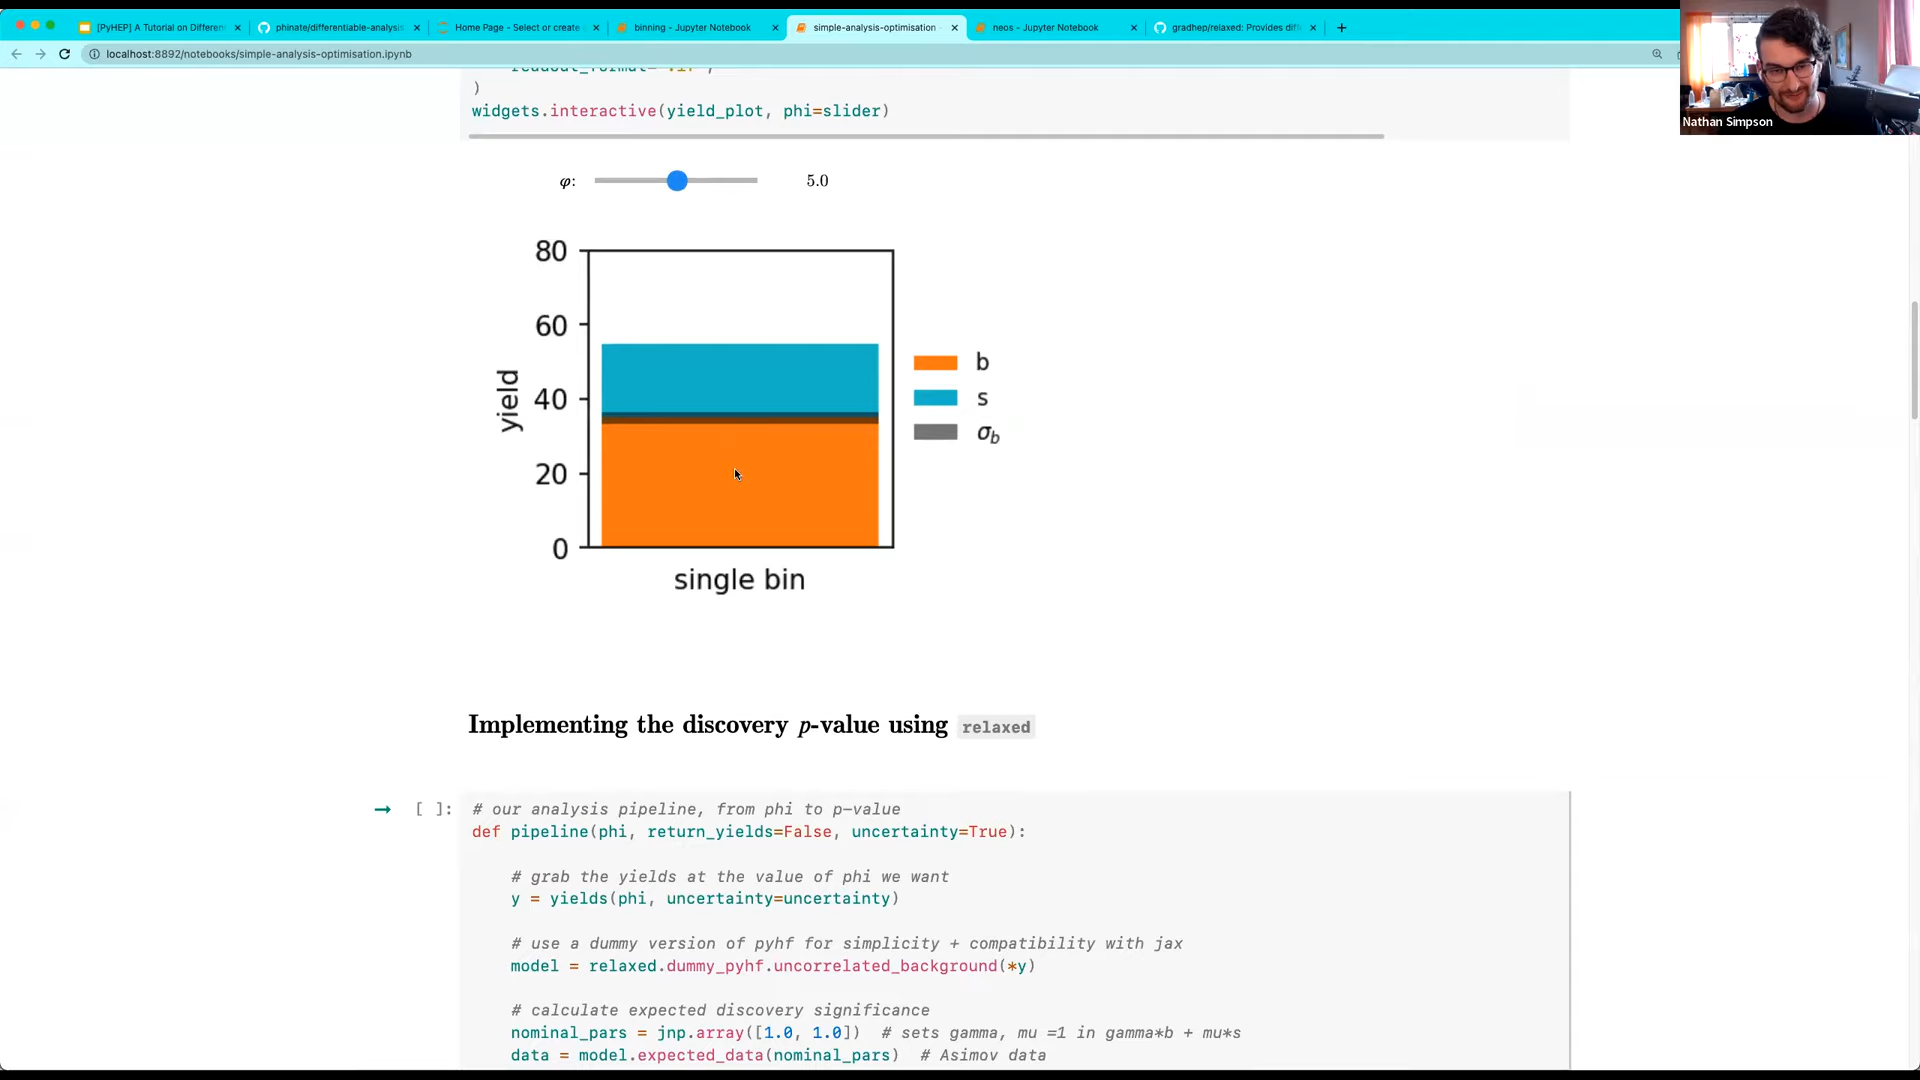 [PyHEP] A Tutorial on Differen
phinate/differentiable-analysis
Home Page - Select or create
binning - Jupyter Notebook
simple-analysis-optimisation
neos - Jupyter Notebook
gradhep/relaxed: Provides diff
localhost:8892/notebooks/simple-analysis-optimisation.ipynb
Nathan Simpson
)
widgets.interactive(yield_plot, phi=slider)
φ:
5.0
80
60
40
20
0
yield
b
s
σb
single bin
Implementing the discovery p-value using relaxed
[ ]:
# our analysis pipeline, from phi to p-value
def pipeline(phi, return_yields=False, uncertainty=True):
# grab the yields at the value of phi we want
y = yields(phi, uncertainty=uncertainty)
# use a dummy version of pyhf for simplicity + compatibility with jax
model = relaxed.dummy_pyhf.uncorrelated_background(*y)
# calculate expected discovery significance
nominal_pars = jnp.array([1.0, 1.0])  # sets gamma, mu =1 in gamma*b + mu*s
data = model.expected_data(nominal_pars)  # Asimov data